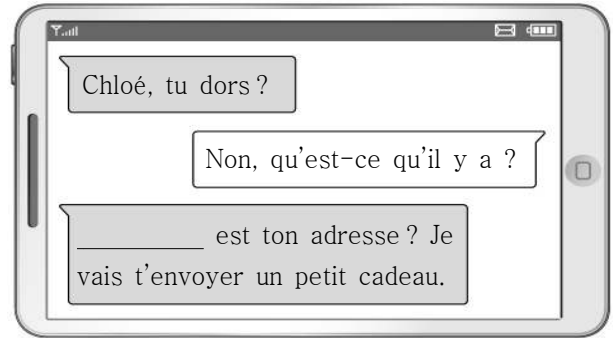 Chloé, tu dors ?
Non, qu'est-ce qu'il y a ?
__________ est ton adresse ? Je
vais t'envoyer un petit cadeau.